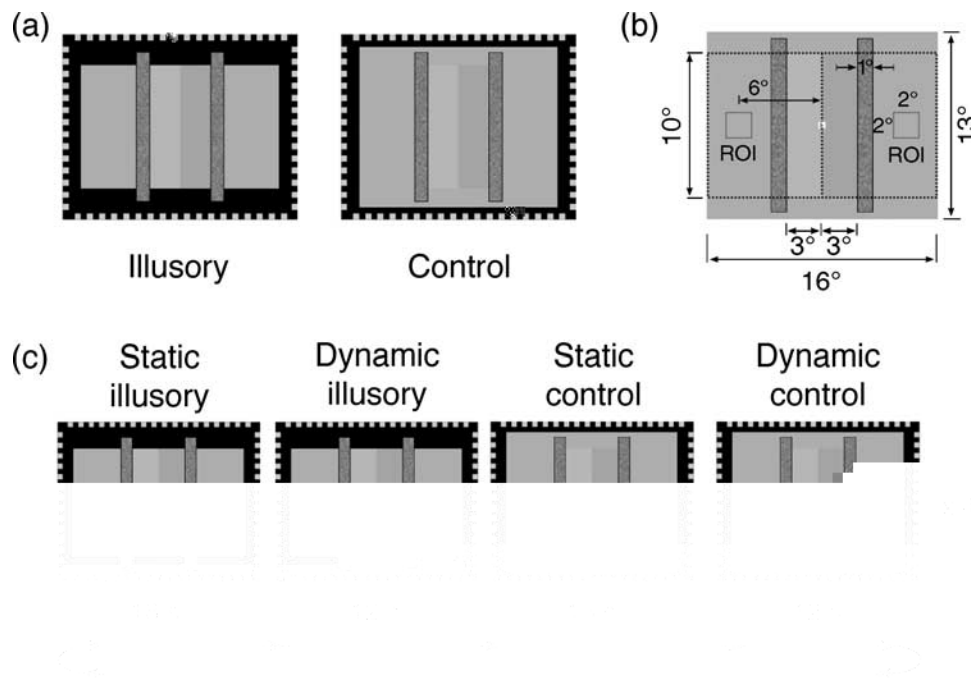 (a)
Illusory
Control
(b)
1°
6°
2°
2°
10°
13°
ROI
ROI
3°
3°
16°
(c)
Static
illusory
Dynamic
illusory
Static
control
Dynamic
control